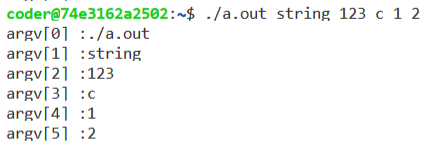 coder@74e3162a2502:~$ ./a.out string 123 c 1 2
argv[0] :./a.out
argv[1] :string
argv[2] :123
argv[3] :c
argv[4] :1
argv[5] :2